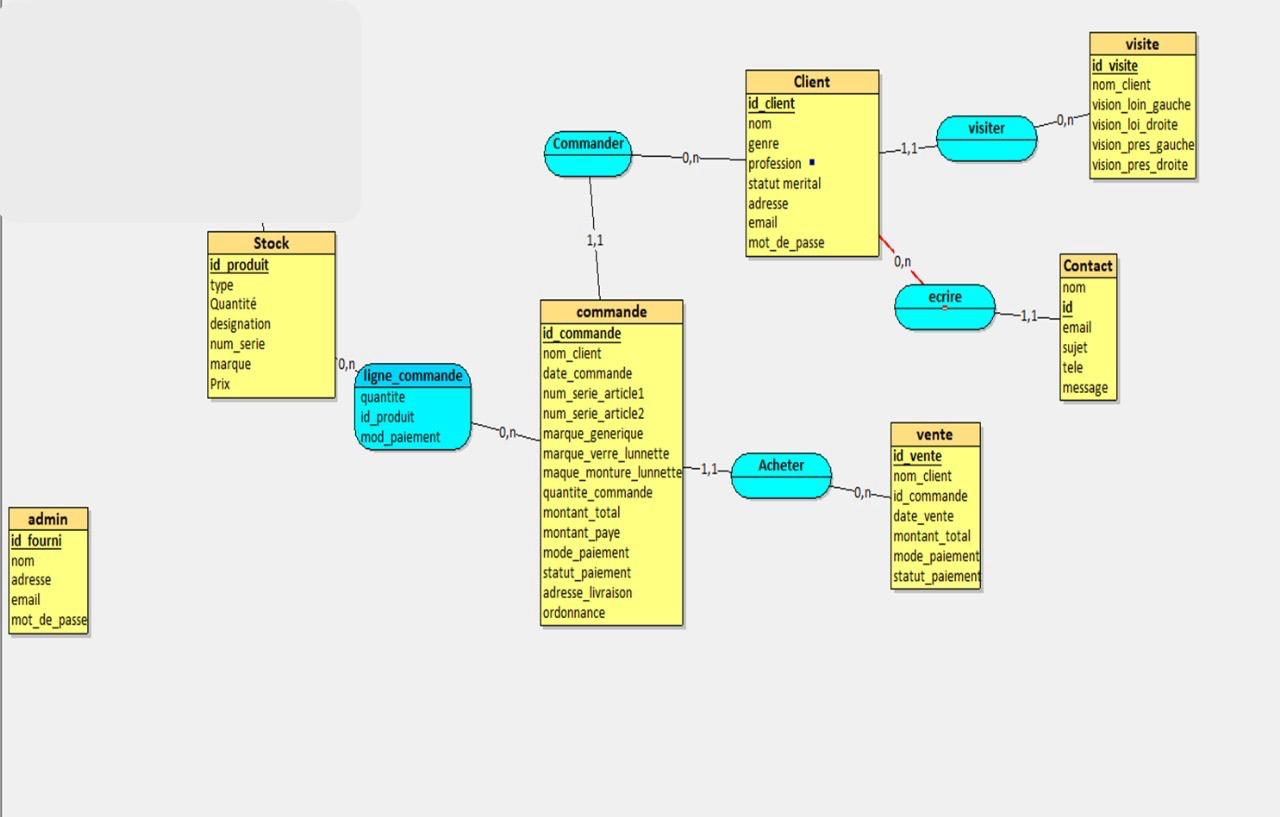 visite
id_visite
nom_client
vision_loin_gauche
vision_loi_droite
vision_pres_gauche
vision_pres_droite
Client
id_client
nom
genre
profession
statut merital
adresse
email
mot_de_passe
visiter
0,n
1,1
Commander
0,n
1,1
Stock
id_produit
type
Quantité
designation
num_serie
marque
Prix
0,n
ecrire
0,n
1,1
Contact
nom
id
email
sujet
tele
message
commande
id_commande
nom_client
date_commande
num_serie_article1
num_serie_article2
marque_generique
marque_verre_lunnette
maque_monture_lunnette
quantite_commande
montant_total
montant_paye
mode_paiement
statut_paiement
adresse_livraison
ordonnance
ligne_commande
quantite
id_produit
mod_paiement
0,n
Acheter
1,1
0,n
vente
id_vente
nom_client
id_commande
date_vente
montant_total
mode_paiement
statut_paiement
admin
id_fourni
nom
adresse
email
mot_de_passe